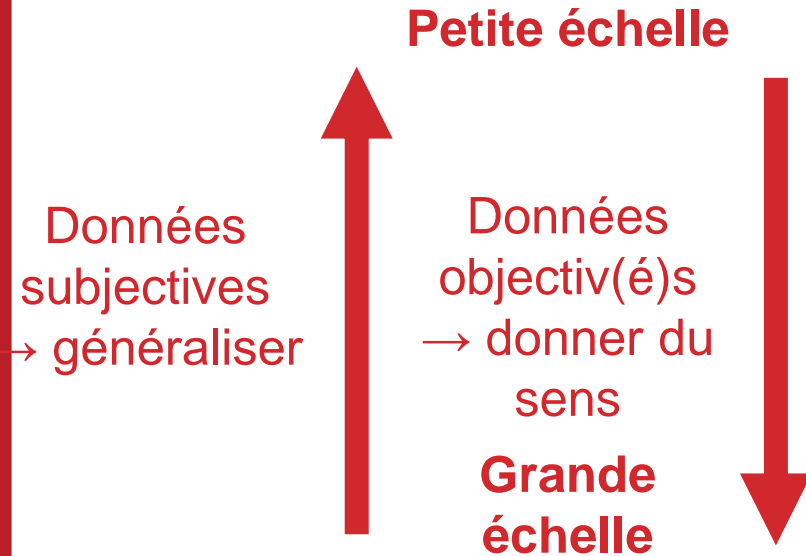 Petite échelle
Données
subjectives
→ généraliser
Données
objectiv(é)s
→ donner du
sens
Grande
échelle